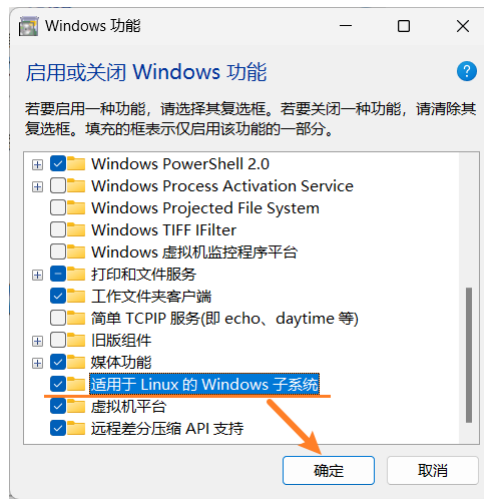 Windows 功能
启用或关闭 Windows 功能
若要启用一种功能，请选择其复选框。若要关闭一种功能，请清除其
复选框。填充的框表示仅启用该功能的一部分。
Windows PowerShell 2.0
Windows Process Activation Service
Windows Projected File System
Windows TIFF IFilter
Windows 虚拟机监控程序平台
打印和文件服务
工作文件夹客户端
简单 TCPIP 服务(即 echo、daytime 等)
旧版组件
媒体功能
适用于 Linux 的 Windows 子系统
虚拟机平台
远程差分压缩 API 支持
确定 取消